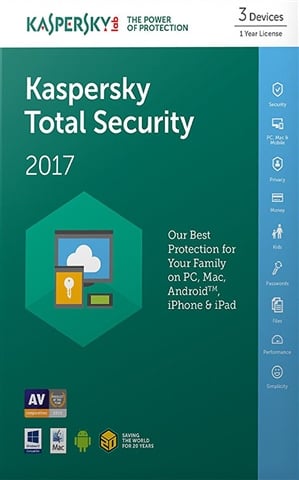 KASPERSKY lab
THE POWER
OF PROTECTION
3 Devices
1 Year License
Kaspersky
Total Security
2017
Security
PC, Mac &
Mobile
Privacy
Money
Kids
Passwords
Files
Performance
Simplicity
Our Best
Protection for
Your Family
on PC, Mac,
Android™,
iPhone & iPad
AV
Windows
Mac
SAVING
THE WORLD
FOR 20 YEARS